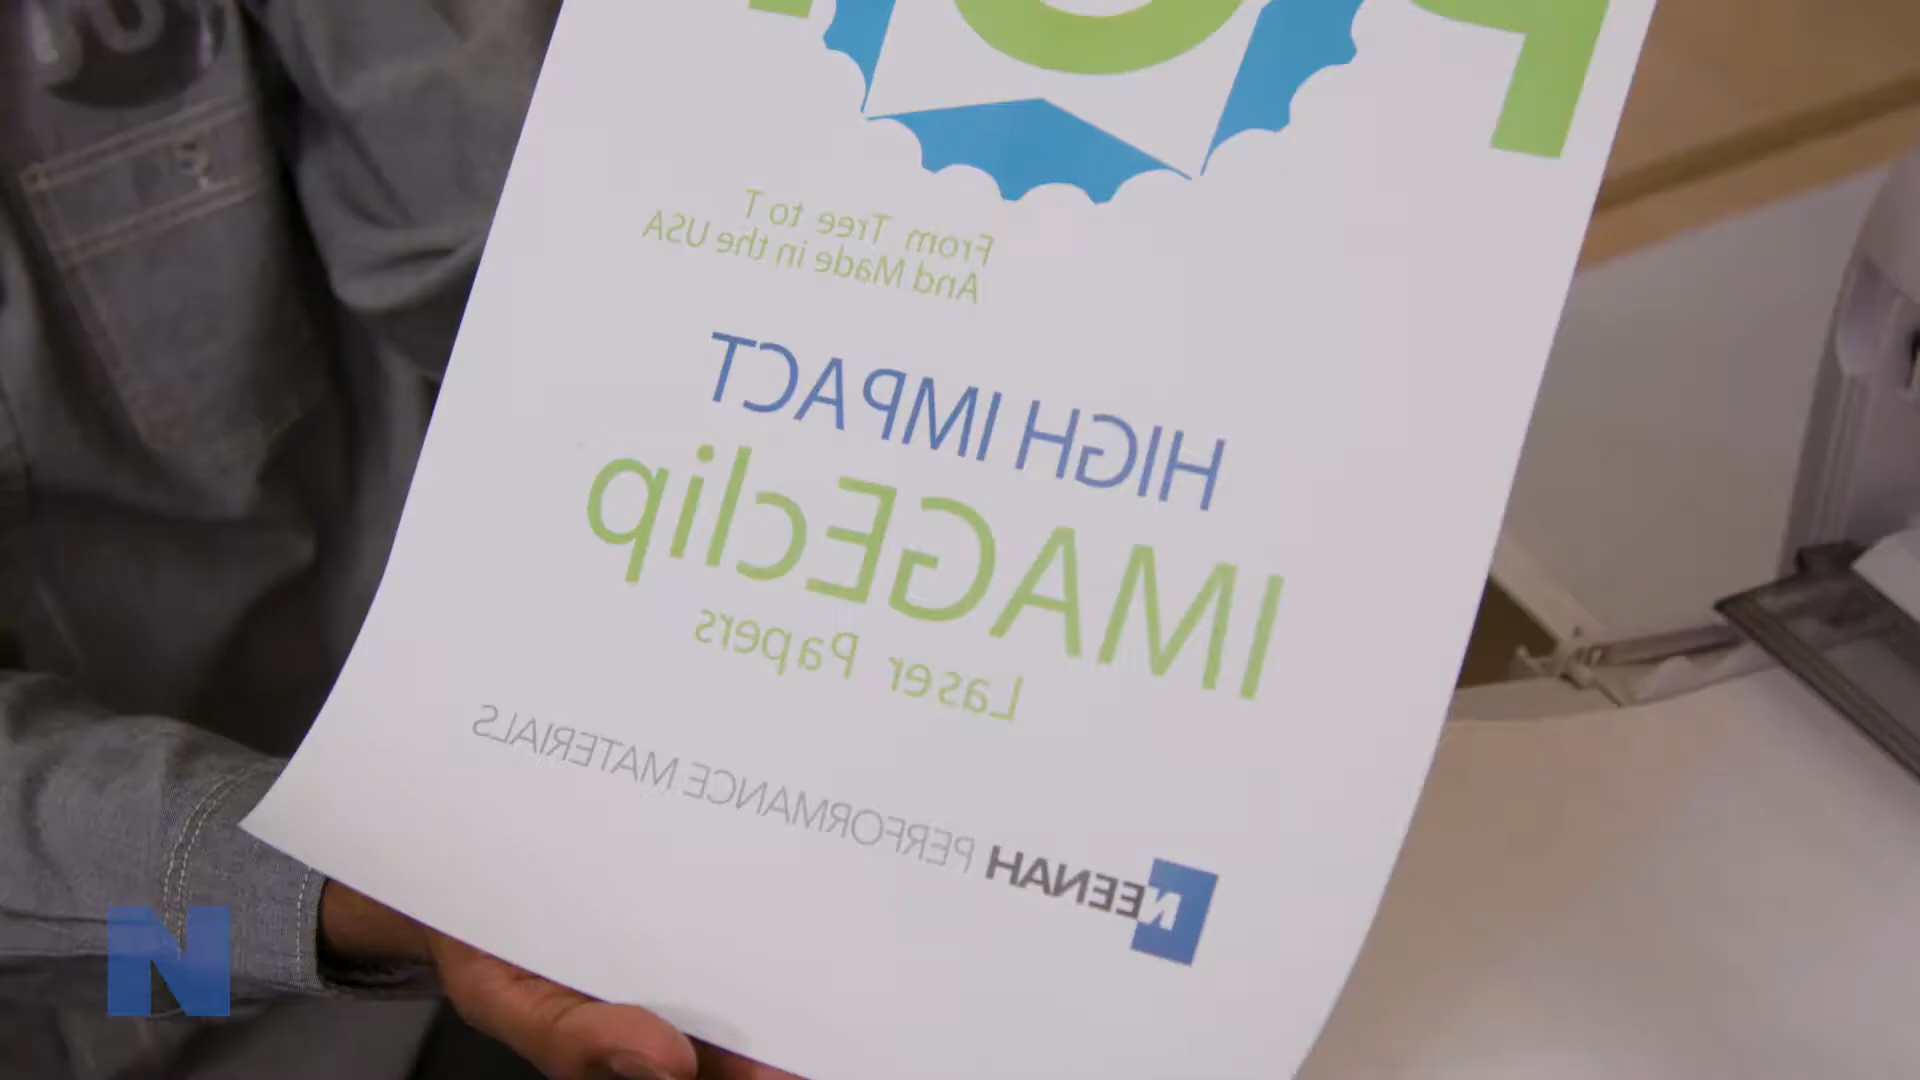 From Tree to T
And Made in the USA
HIGH IMPACT
IMAGEclip
Laser Papers
NEENAH PERFORMANCE MATERIALS
N